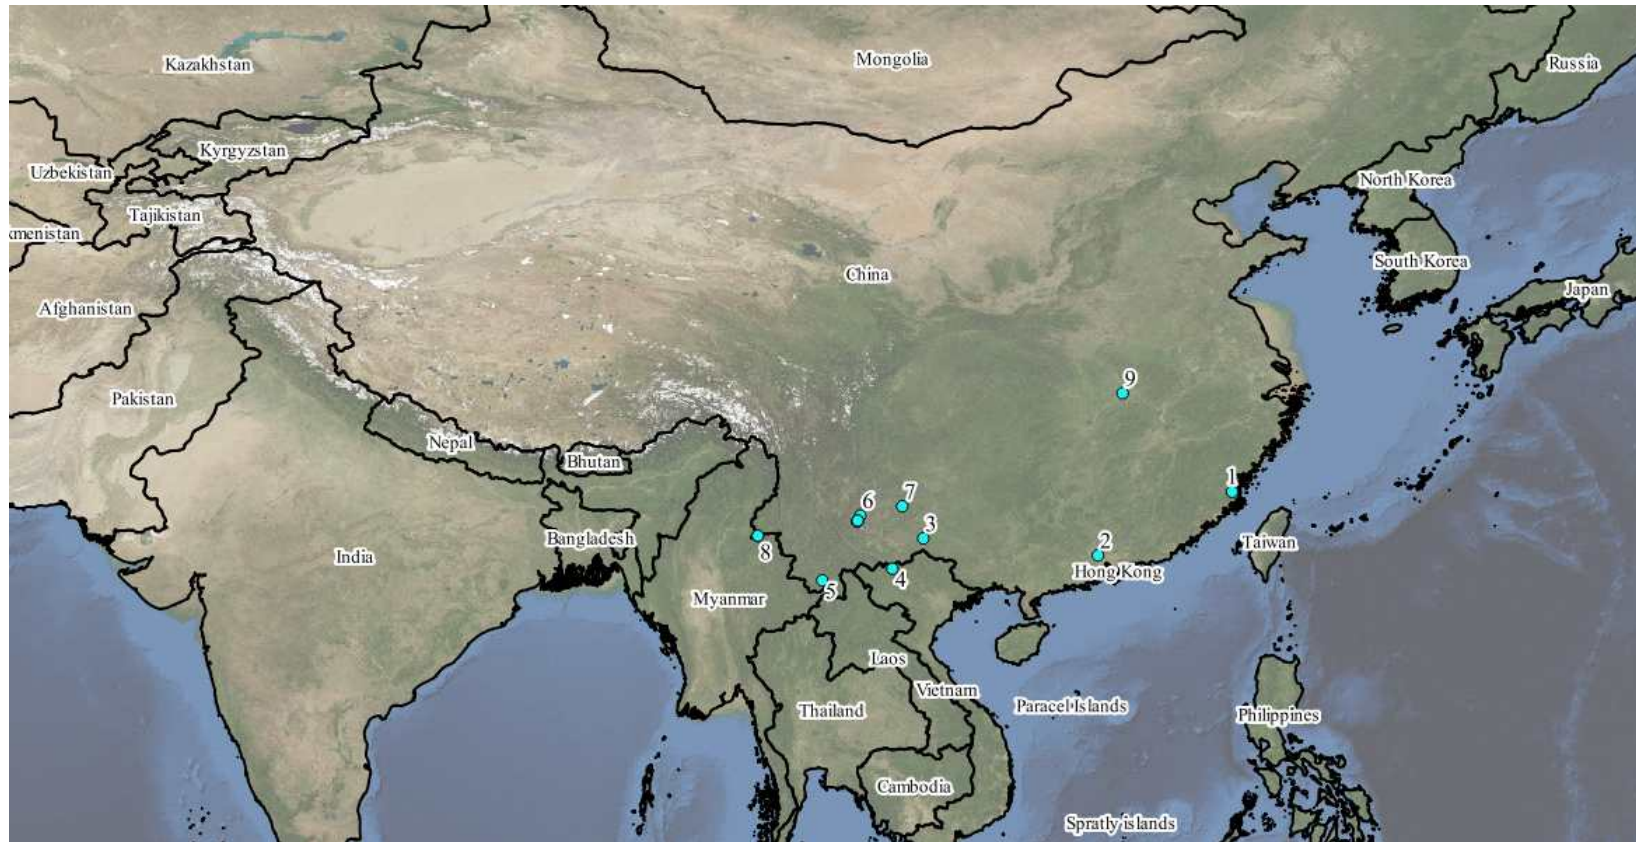 Kazakhstan
Mongolia
Russia
Kyrgyzstan
Uzbekistan
North Korea
Tajikistan
kmenistan
South Korea
China
Japan
Afghanistan
9
Pakistan
Nepal
Bhutan
1
6
7
3
Bangladesh
India
8
2
Taiwan
Hong Kong
4
5
Myanmar
Laos
Vietnam
Paracel Islands
Thailand
Philippines
Cambodia
Spratly islands